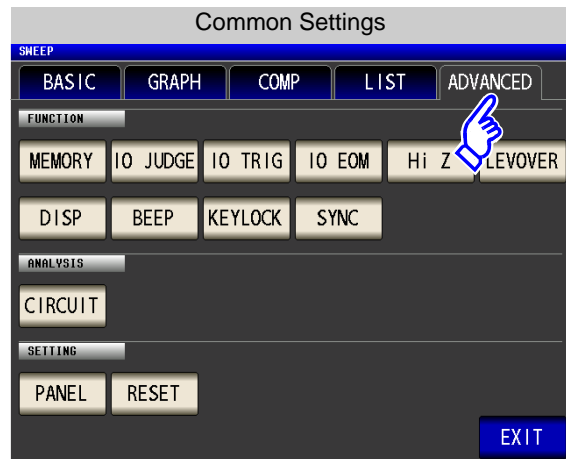 Common Settings
SWEEP
BASIC GRAPH COMP LIST ADVANCED
FUNCTION
MEMORY IO JUDGE IO TRIG IO EOM Hi Z LEVOVER
DISP BEEP KEYLOCK SYNC
ANALYSIS
CIRCUIT
SETTING
PANEL RESET
EXIT